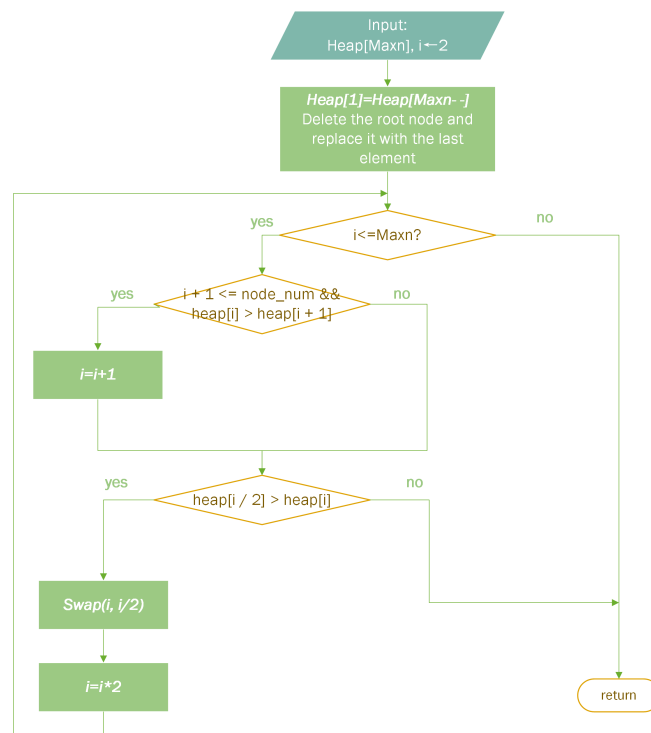 Input:
Heap[Maxn], i←2
Heap[1]=Heap[Maxn--]
Delete the root node and
replace it with the last
element
yes
no
i<=Maxn?
yes
i + 1 <= node_num &&
heap[i] > heap[i + 1]
no
i=i+1
yes
no
heap[i / 2] > heap[i]
Swap(i, i/2)
i=i*2
return